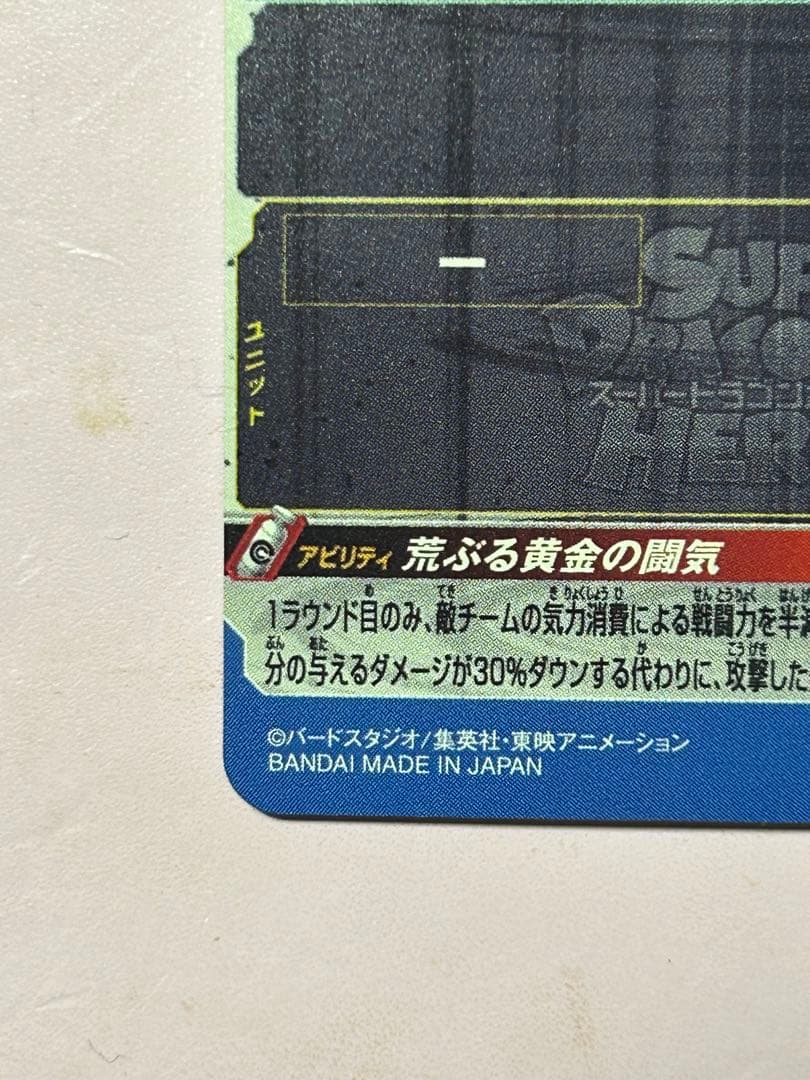 ー
SUP
DRAGO
スーパードラゴン
HER
ユニット
アビリティ 荒ぶる黄金の闘気
1ラウンド目のみ、敵チームの気力消費による戦闘力を半
分の与えるダメージが30%ダウンする代わりに、攻撃した
©バードスタジオ/集英社・東映アニメーション
BANDAI MADE IN JAPAN